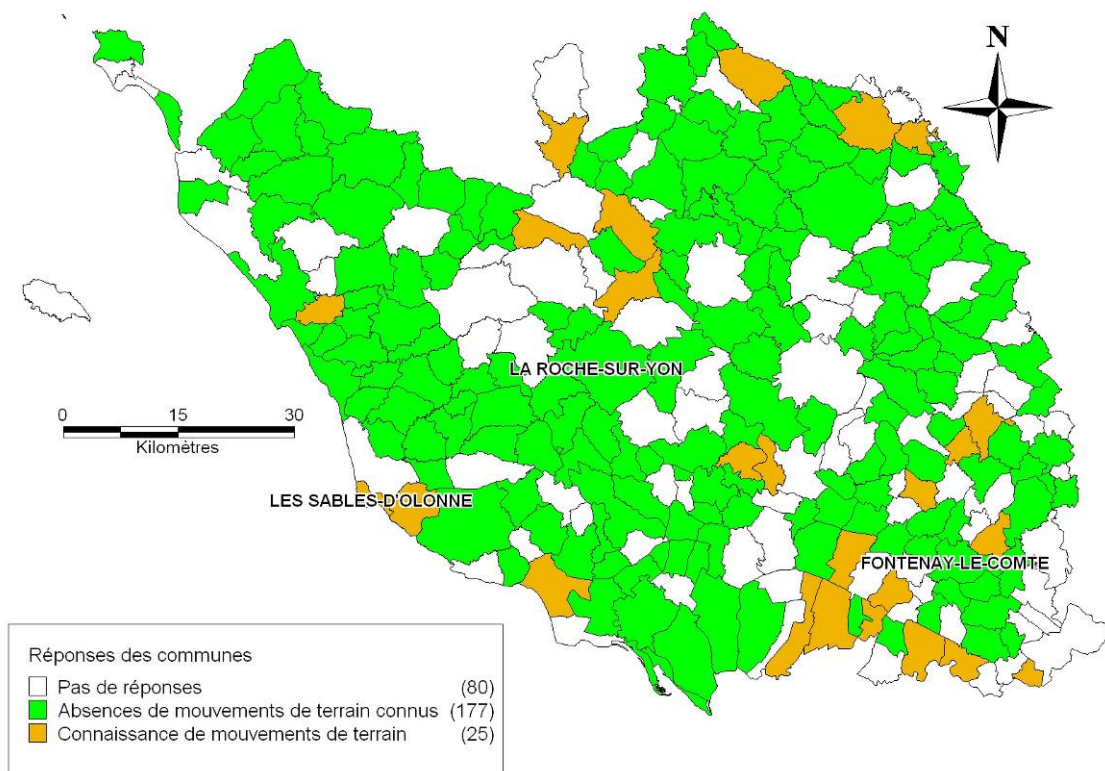 N
LA ROCHE-SUR-YON
0 15 30
Kilomètres
LES SABLES-D'OLONNE
FONTENAY-LE-COMTE
Réponses des communes
Pas de réponses (80)
Absences de mouvements de terrain connus (177)
Connaissance de mouvements de terrain (25)